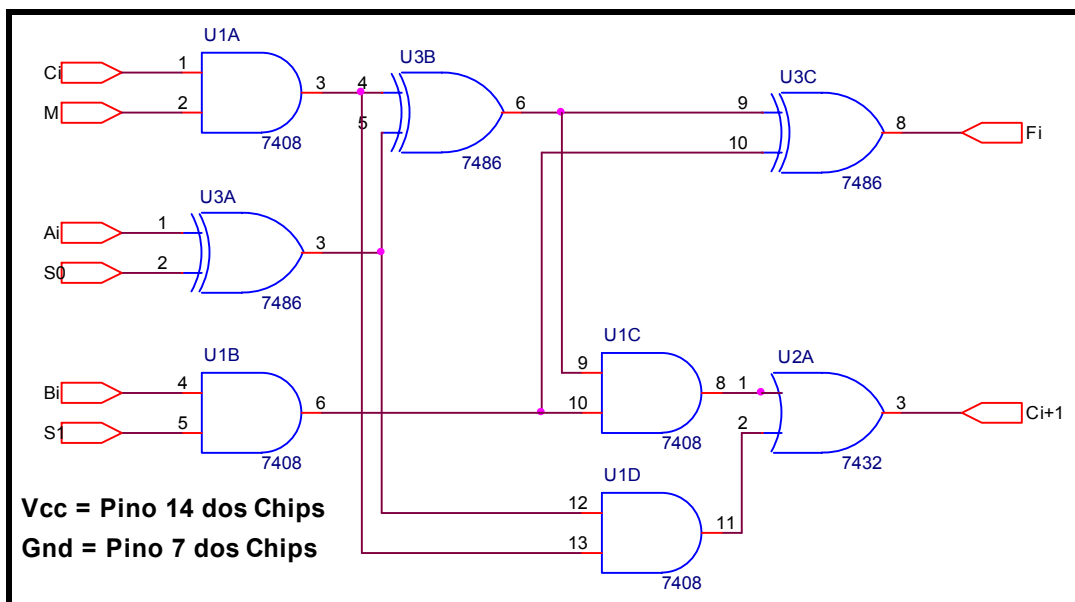 U1A
Ci
1
M
2
3
7408
U3B
4
5
6
7486
U3C
9
10
8
Fi
7486
U3A
Ai
1
S0
2
3
7486
U1B
Bi
4
S1
5
6
7408
U1C
9
10
8
7408
U2A
1
2
3
Ci+1
7432
U1D
12
13
11
7408
Vcc = Pino 14 dos Chips
Gnd = Pino 7 dos Chips